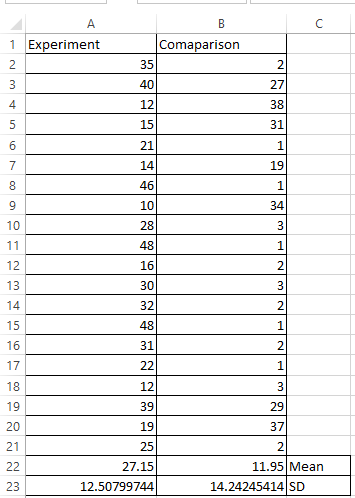 A B C
1 Experiment Comaparison
2 35 2
3 40 27
4 12 38
5 15 31
6 21 1
7 14 19
8 46 1
9 10 34
10 28 3
11 48 1
12 16 2
13 30 3
14 32 2
15 48 1
16 31 2
17 22 1
18 12 3
19 39 29
20 19 37
21 25 2
22 27.15 11.95 Mean
23 12.50799744 14.24245414 SD